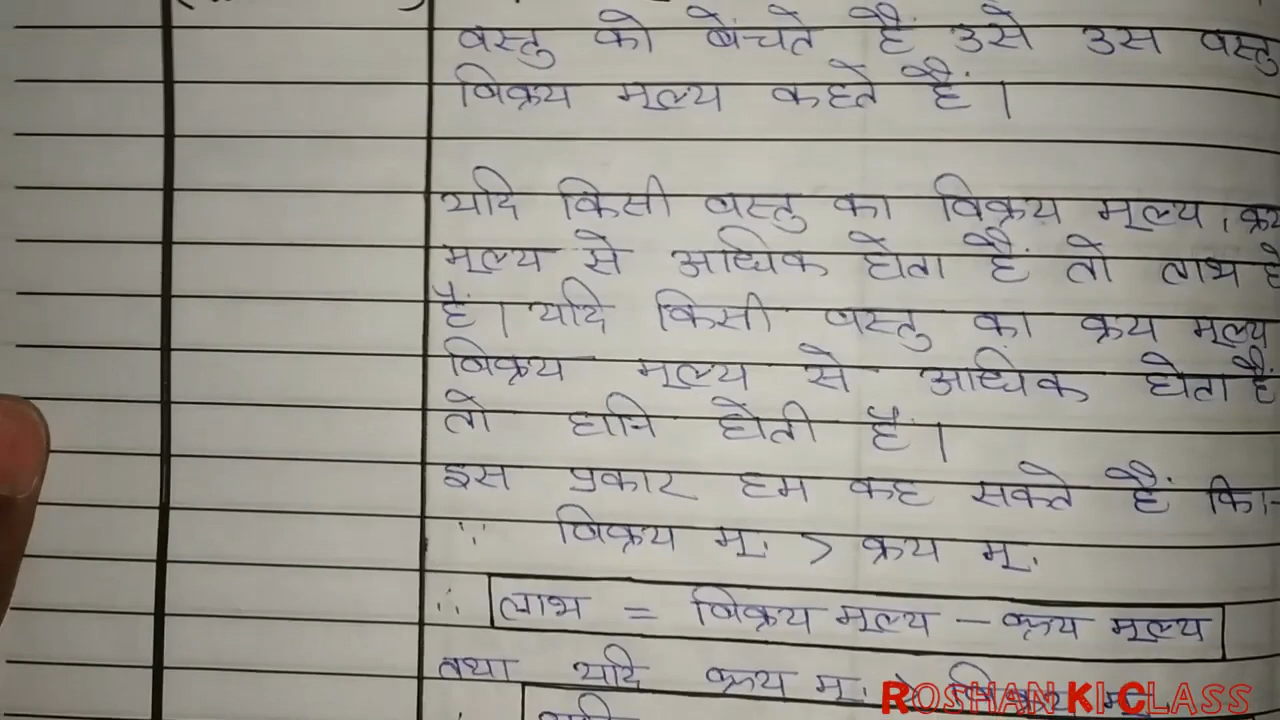 वस्तु को बेंचते हैं उसे उस वस्तु
विक्रय मूल्य कहते हैं।
यदि किसी वस्तु का विक्रय मूल्य, क्रय
मूल्य से अधिक होता हैं तो लाभ
हैं। यदि किसी वस्तु का क्रय मूल्य
विक्रय मूल्य से अधिक होता हैं
तो हानि होती है।
इस प्रकार हम कह सकते हैं कि।-
∵ विक्रय मू. > क्रय मू.
∴ लाभ = विक्रय मूल्य - क्रय मूल्य
तथा यदि क्रय मू. > विक्रय मू.
ROSHAN KI CLASS